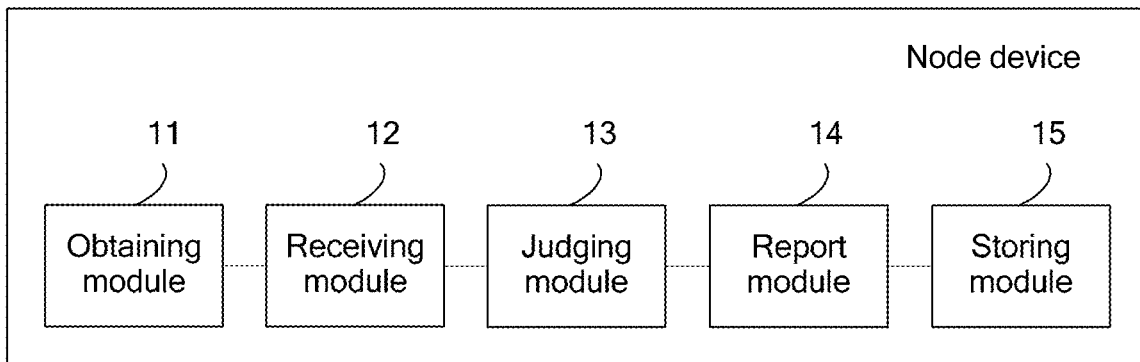 Node device
11 12 13 14 15
Obtaining module
Receiving module
Judging module
Report module
Storing module